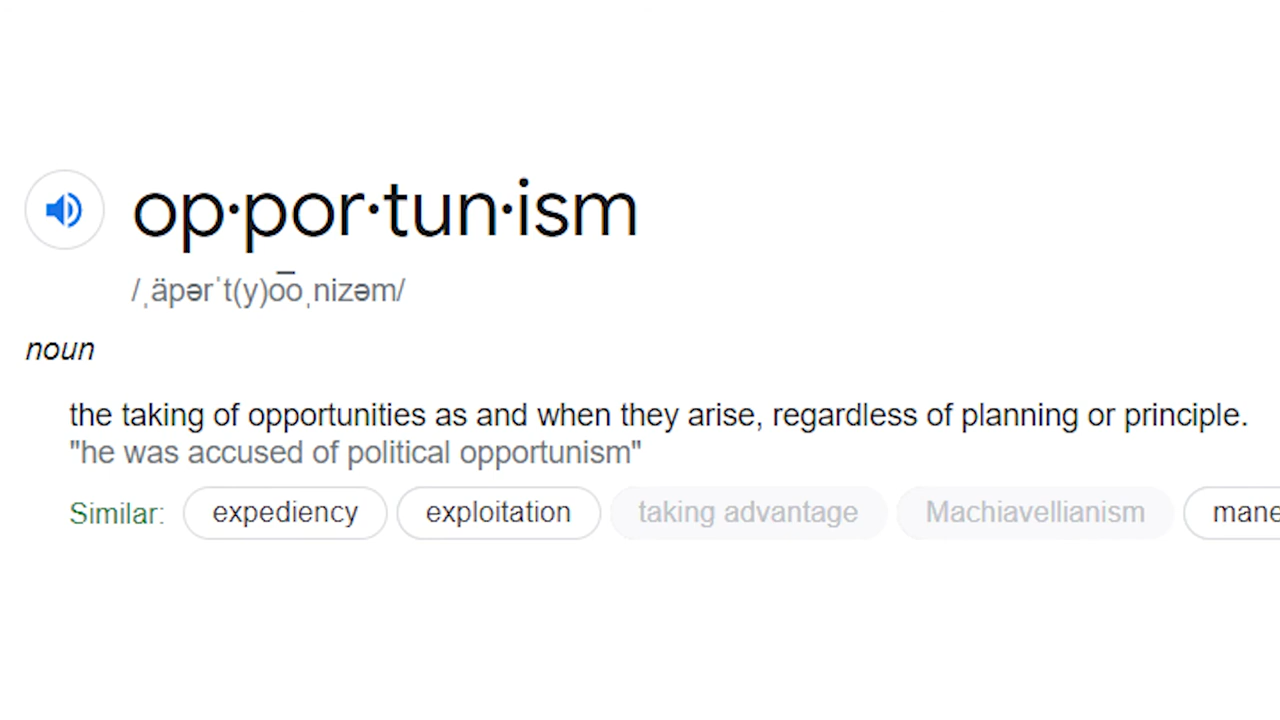 op·por·tun·ism
/ˌäpərˈt(y)o͞oˌnizəm/
noun
the taking of opportunities as and when they arise, regardless of planning or principle.
"he was accused of political opportunism"
Similar: expediency exploitation taking advantage Machiavellianism mane